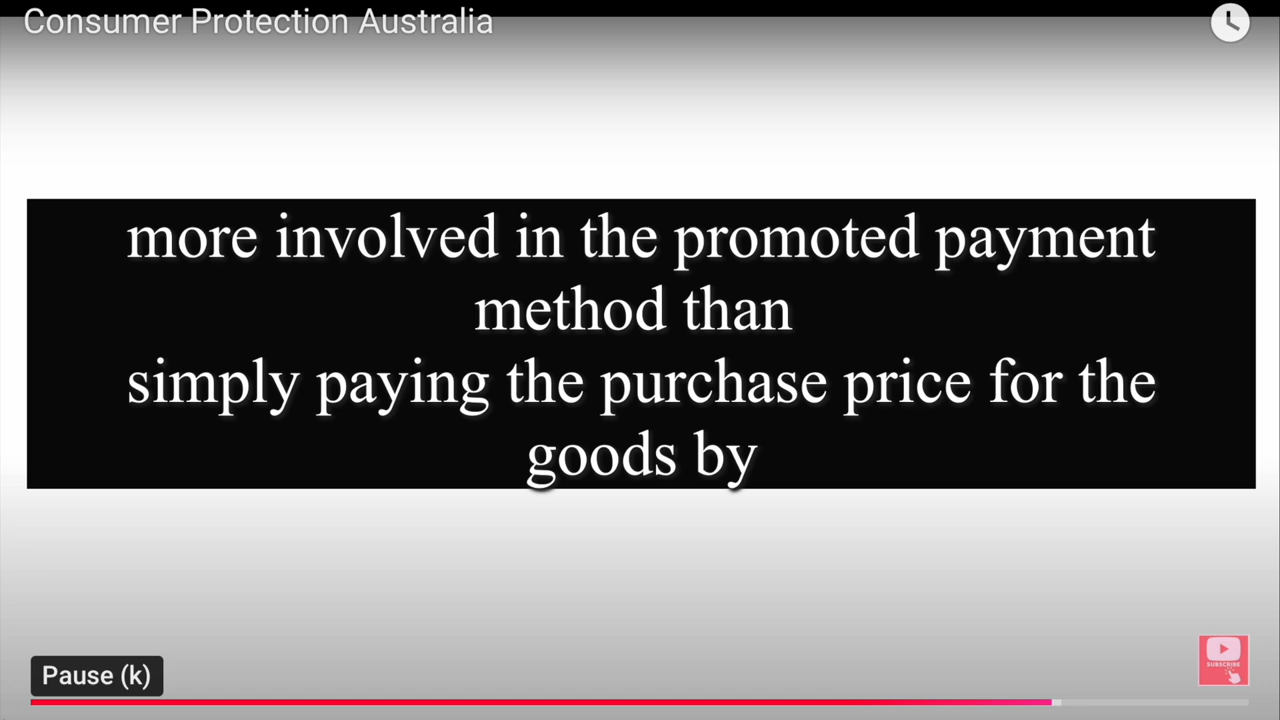 Consumer Protection Australia
more involved in the promoted payment
method than
simply paying the purchase price for the
goods by
SUBSCRIBE
Pause (k)